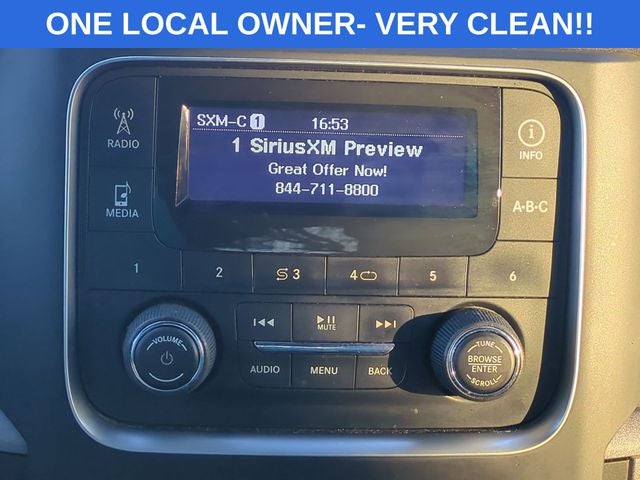 ONE LOCAL OWNER- VERY CLEAN!!
SXM-C 1 16:53
1 SiriusXM Preview
Great Offer Now!
844-711-8800
RADIO
MEDIA
INFO
A·B·C
1 2 3 4 5 6
MUTE
VOLUME
AUDIO MENU BACK
TUNE
BROWSE
ENTER
SCROLL